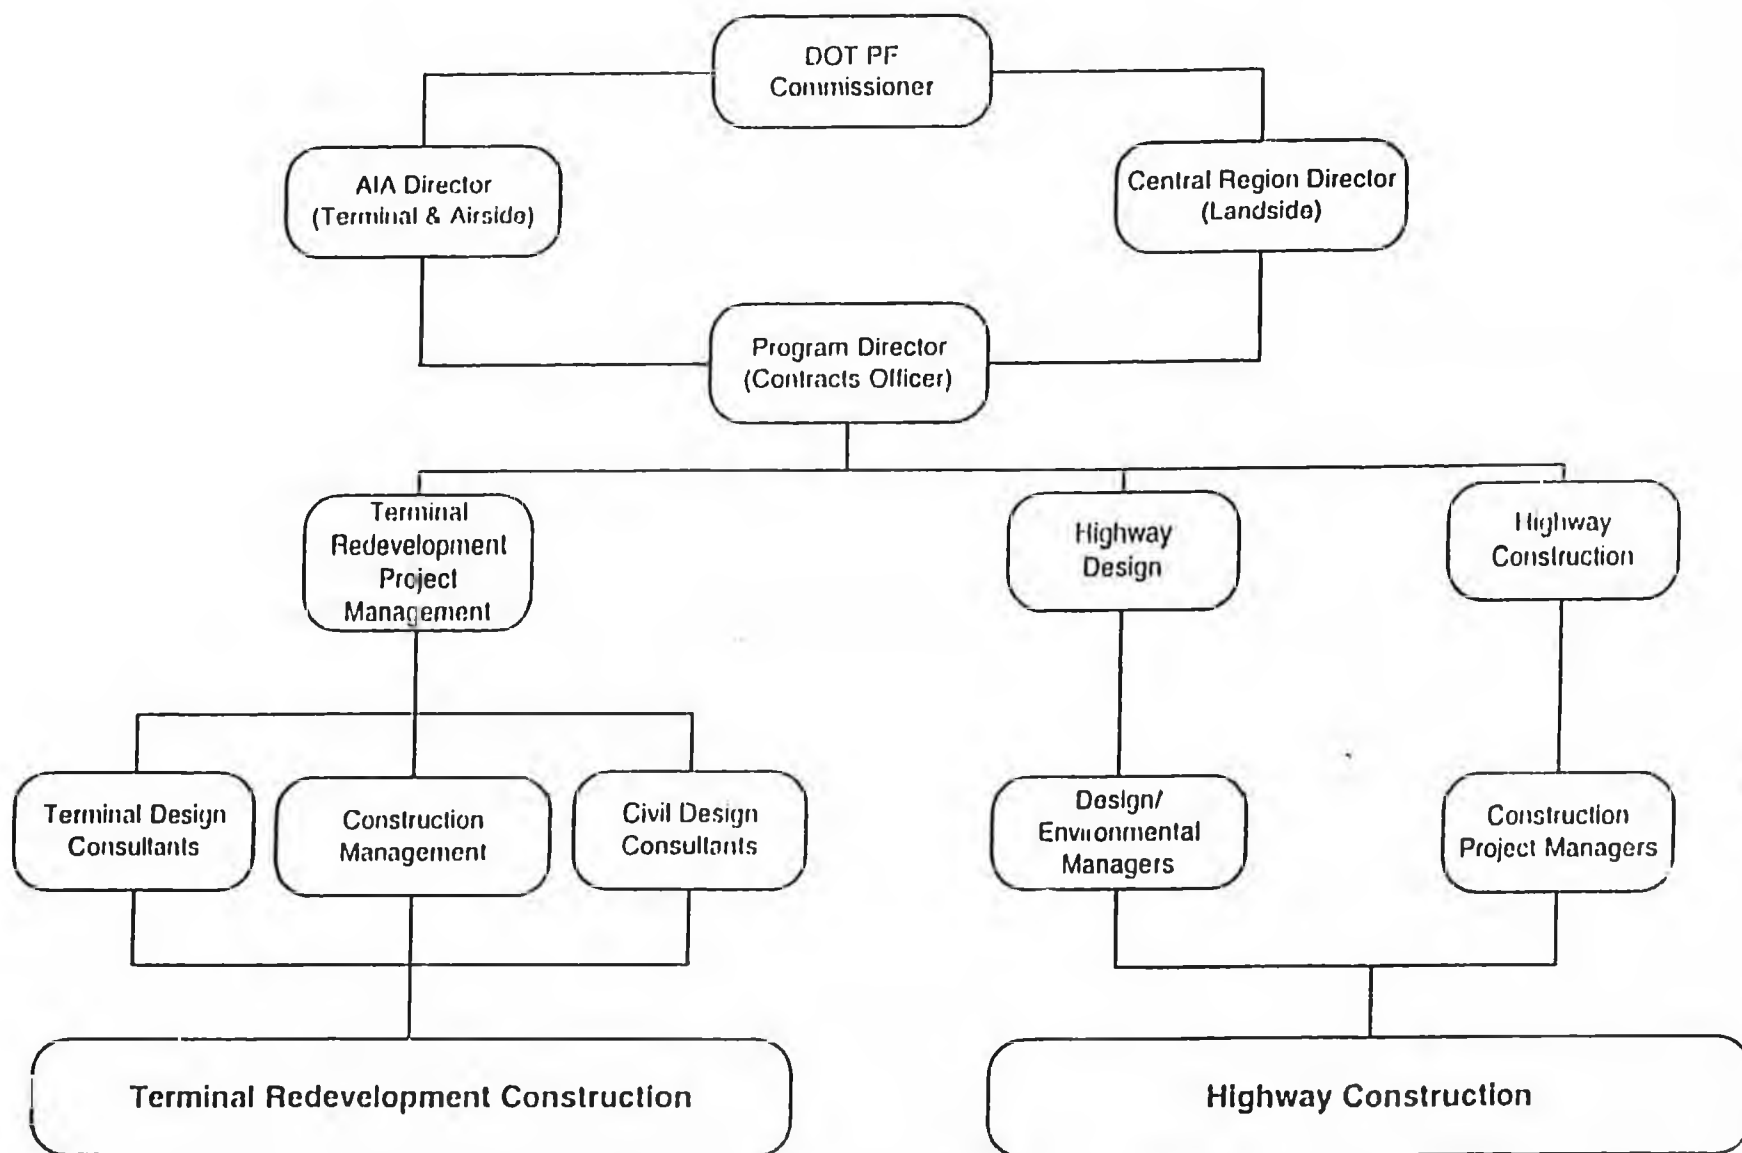 DOT PF
Commissioner
AIA Director
(Terminal & Airside)
Central Region Director
(Landside)
Program Director
(Contracts Officer)
Terminal
Redevelopment
Project
Management
Highway
Design
Highway
Construction
Terminal Design
Consultants
Construction
Management
Civil Design
Consultants
Design/
Environmental
Managers
Construction
Project Managers
Terminal Redevelopment Construction
Highway Construction